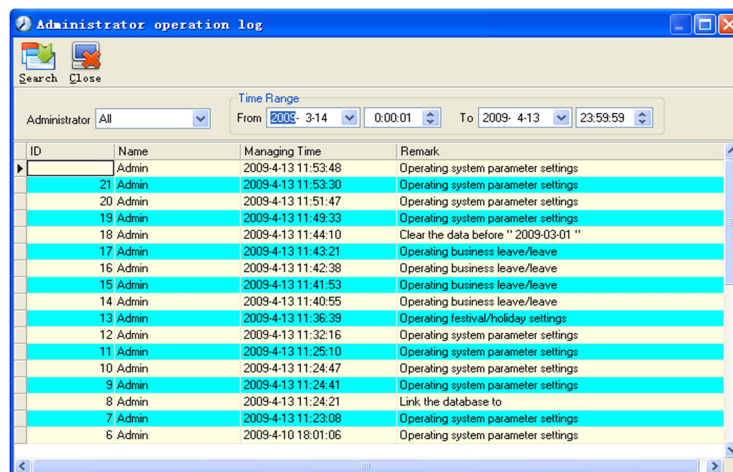 Administrator operation log
Search Close
Time Range
Administrator All From 2009- 3-14 0:00:01 To 2009- 4-13 23:59:59
ID Name Managing Time Remark
Admin 2009-4-13 11:53:48 Operating system parameter settings
21 Admin 2009-4-13 11:53:30 Operating system parameter settings
20 Admin 2009-4-13 11:51:47 Operating system parameter settings
19 Admin 2009-4-13 11:49:33 Operating system parameter settings
18 Admin 2009-4-13 11:44:10 Clear the data before " 2009-03-01 "
17 Admin 2009-4-13 11:43:21 Operating business leave/leave
16 Admin 2009-4-13 11:42:38 Operating business leave/leave
15 Admin 2009-4-13 11:41:53 Operating business leave/leave
14 Admin 2009-4-13 11:40:55 Operating business leave/leave
13 Admin 2009-4-13 11:36:39 Operating festival/holiday settings
12 Admin 2009-4-13 11:32:16 Operating system parameter settings
11 Admin 2009-4-13 11:25:10 Operating system parameter settings
10 Admin 2009-4-13 11:24:47 Operating system parameter settings
9 Admin 2009-4-13 11:24:41 Operating system parameter settings
8 Admin 2009-4-13 11:24:21 Link the database to
7 Admin 2009-4-13 11:23:08 Operating system parameter settings
6 Admin 2009-4-10 18:01:06 Operating system parameter settings